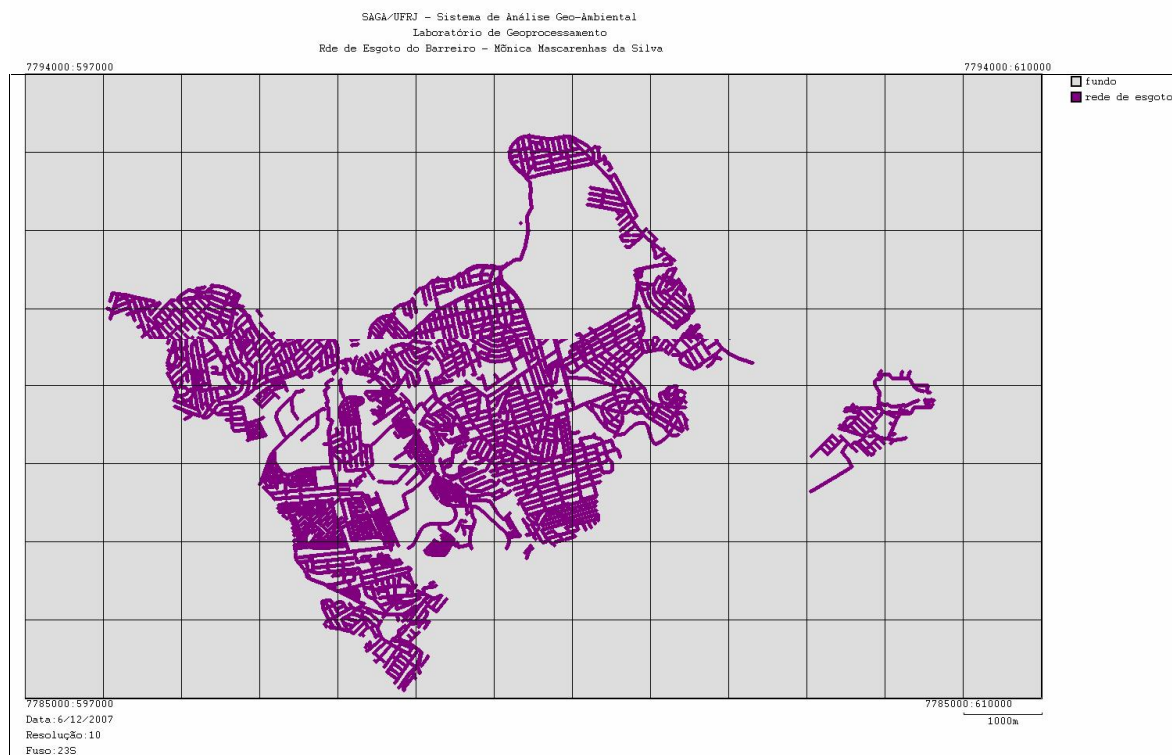 SAGA/UFRJ - Sistema de Análise Geo-Ambiental
Laboratório de Geoprocessamento
Rde de Esgoto do Barreiro - Mônica Mascarenhas da Silva
7794000:597000
7794000:610000
fundo
rede de esgoto
7785000:597000
7785000:610000
Data:6/12/2007
1000m
Resolução:10
Fuso:23S